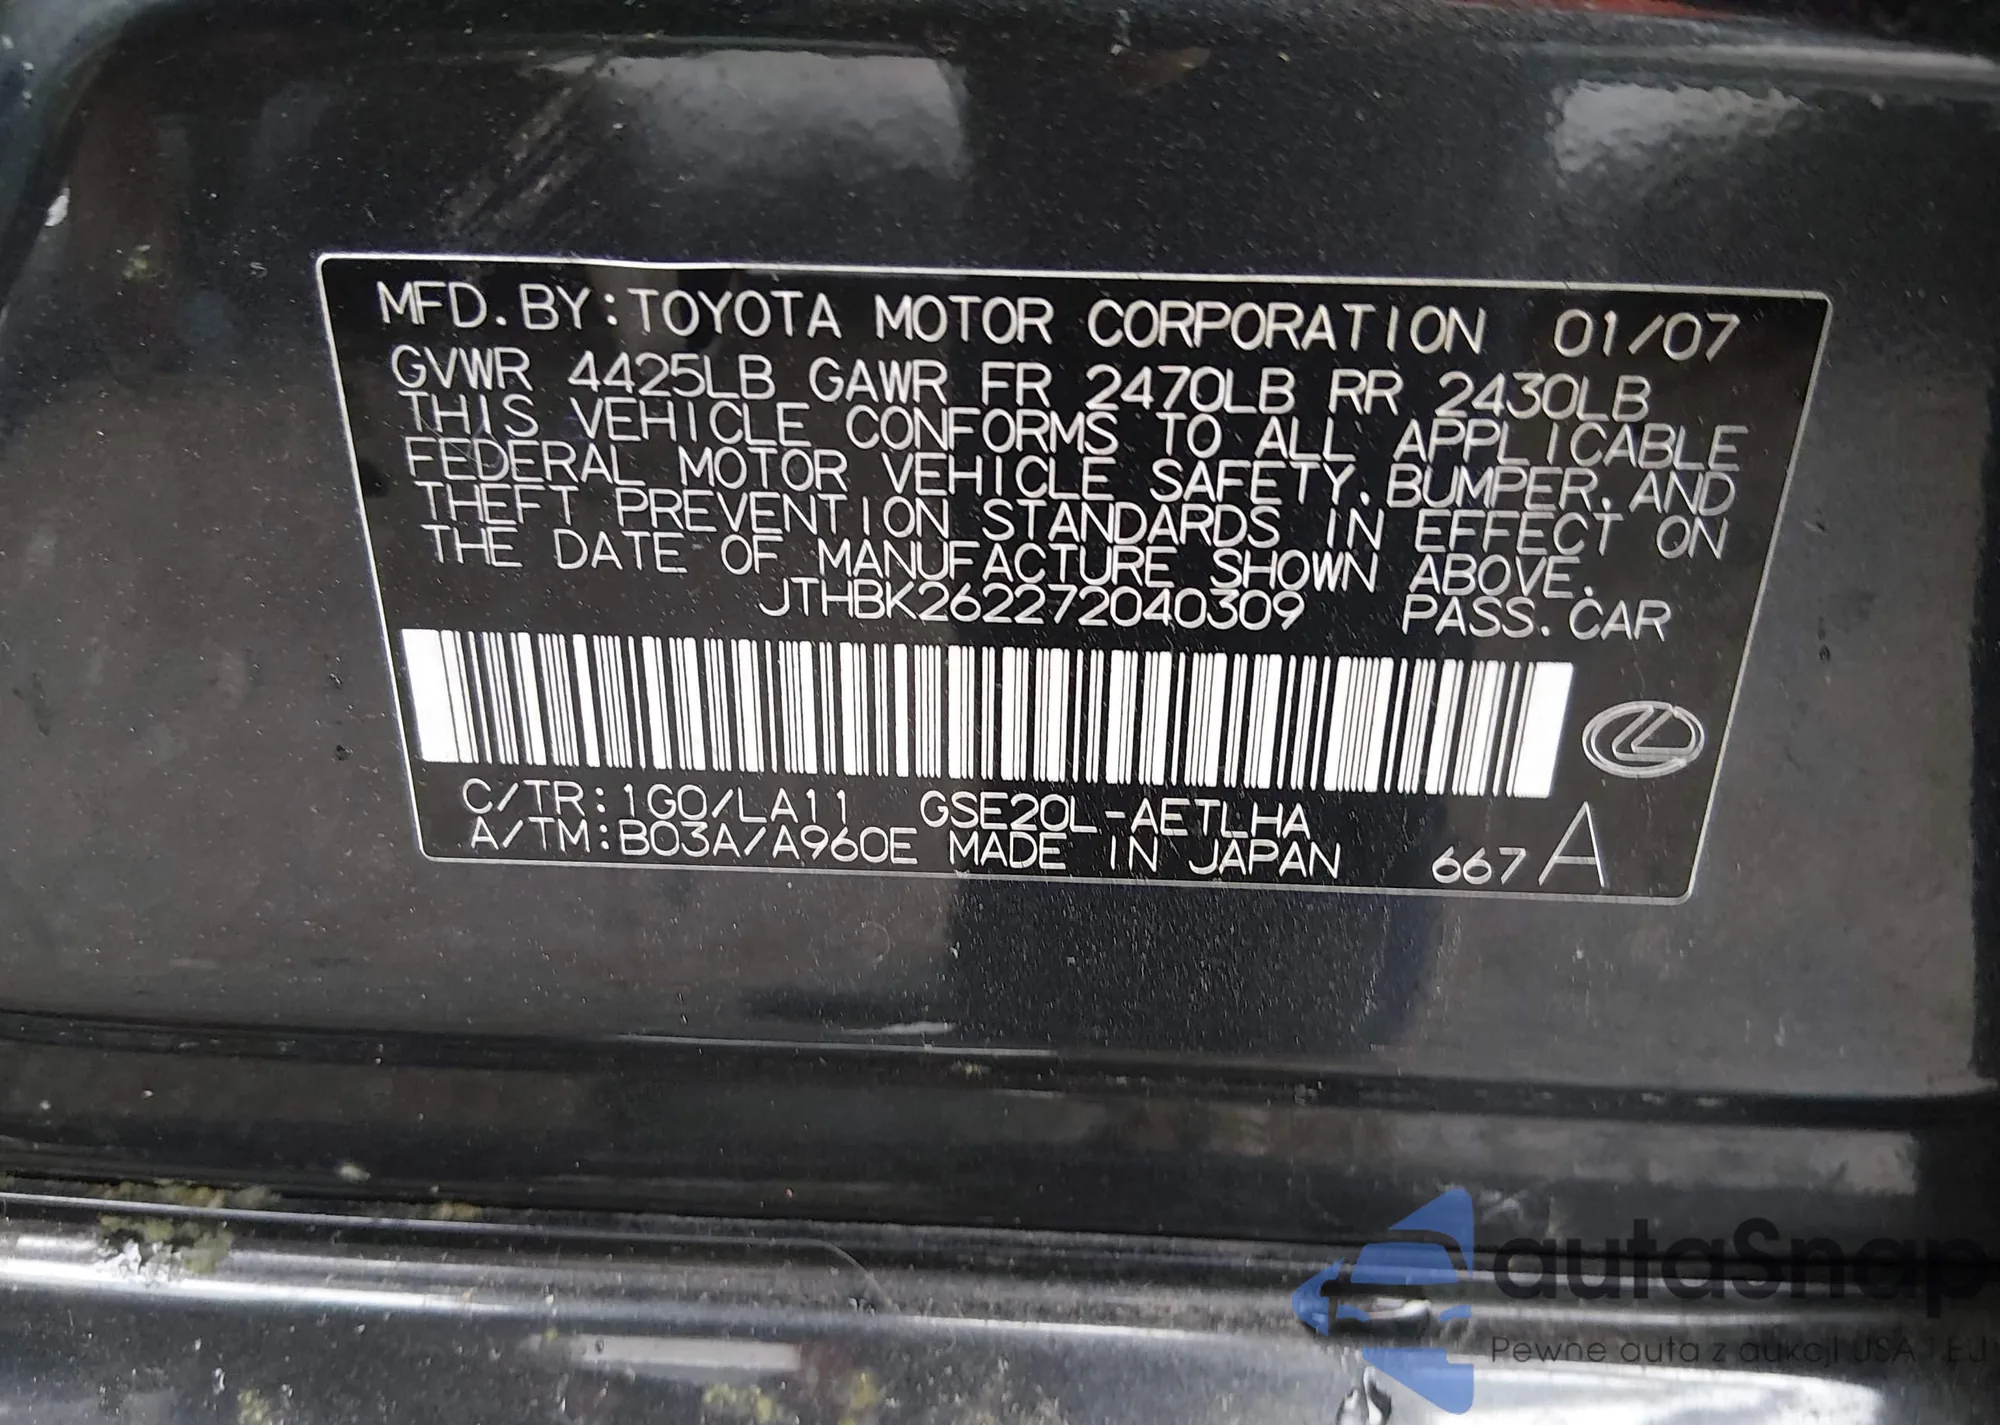 MFD. BY: TOYOTA MOTOR CORPORATION 01/07
GVWR 4425LB GAWR FR 2470LB RR 2430LB
THIS VEHICLE CONFORMS TO ALL APPLICABLE
FEDERAL MOTOR VEHICLE SAFETY, BUMPER, AND
THEFT PREVENTION STANDARDS IN EFFECT ON
THE DATE OF MANUFACTURE SHOWN ABOVE.
JTHBK262272040309 PASS. CAR
C/TR: 1G0/LA11 GSE20L-AETLHA
A/TM: B03A/A960E MADE IN JAPAN 667A
autaSnap
Pewne auta z aukcji USA i EU